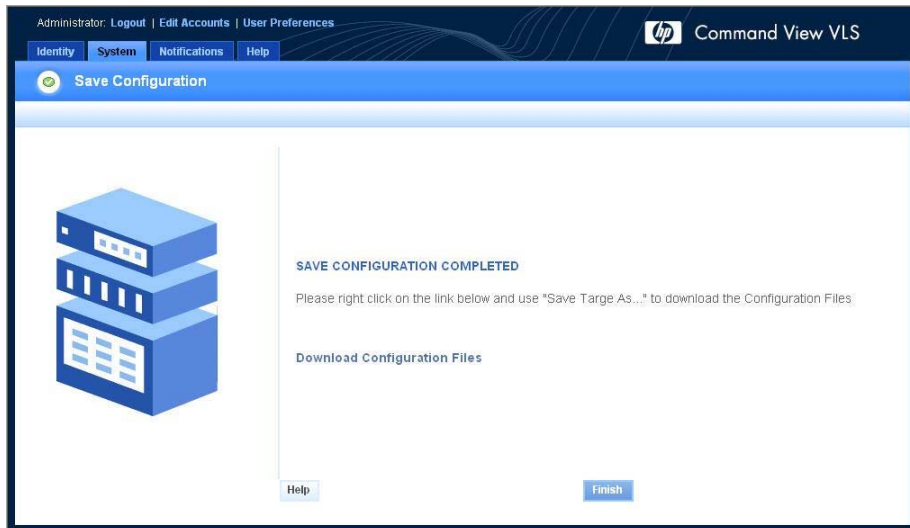 Administrator: Logout | Edit Accounts | User Preferences
hp Command View VLS
Identity System Notifications Help
Save Configuration
SAVE CONFIGURATION COMPLETED
Please right click on the link below and use "Save Targe As..." to download the Configuration Files
Download Configuration Files
Help Finish